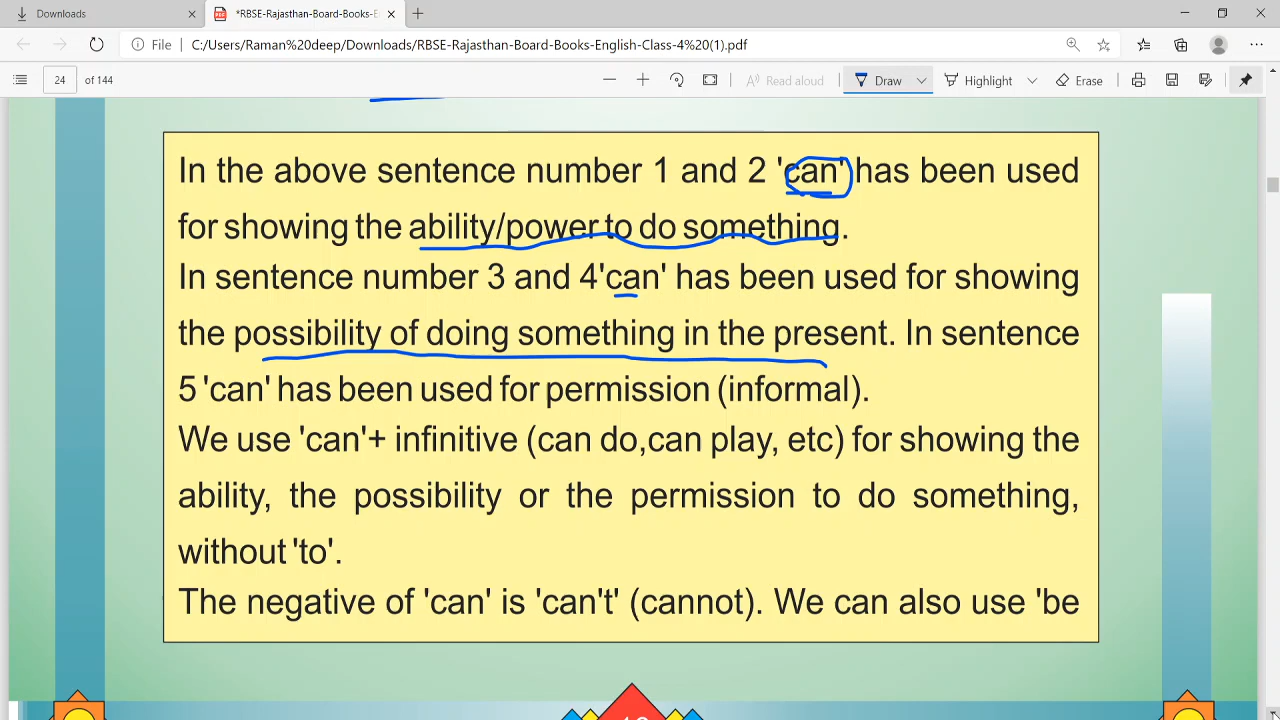 Downloads
*RBSE-Rajasthan-Board-Books-E
File
C:/Users/Raman%20deep/Downloads/RBSE-Rajasthan-Board-Books-English-Class-4%20(1).pdf
24 of 144
Read aloud
Draw
Highlight
Erase
In the above sentence number 1 and 2 'can' has been used
for showing the ability/power to do something.
In sentence number 3 and 4'can' has been used for showing
the possibility of doing something in the present. In sentence
5 'can' has been used for permission (informal).
We use 'can'+ infinitive (can do,can play, etc) for showing the
ability, the possibility or the permission to do something,
without 'to'.
The negative of 'can' is 'can't' (cannot). We can also use 'be